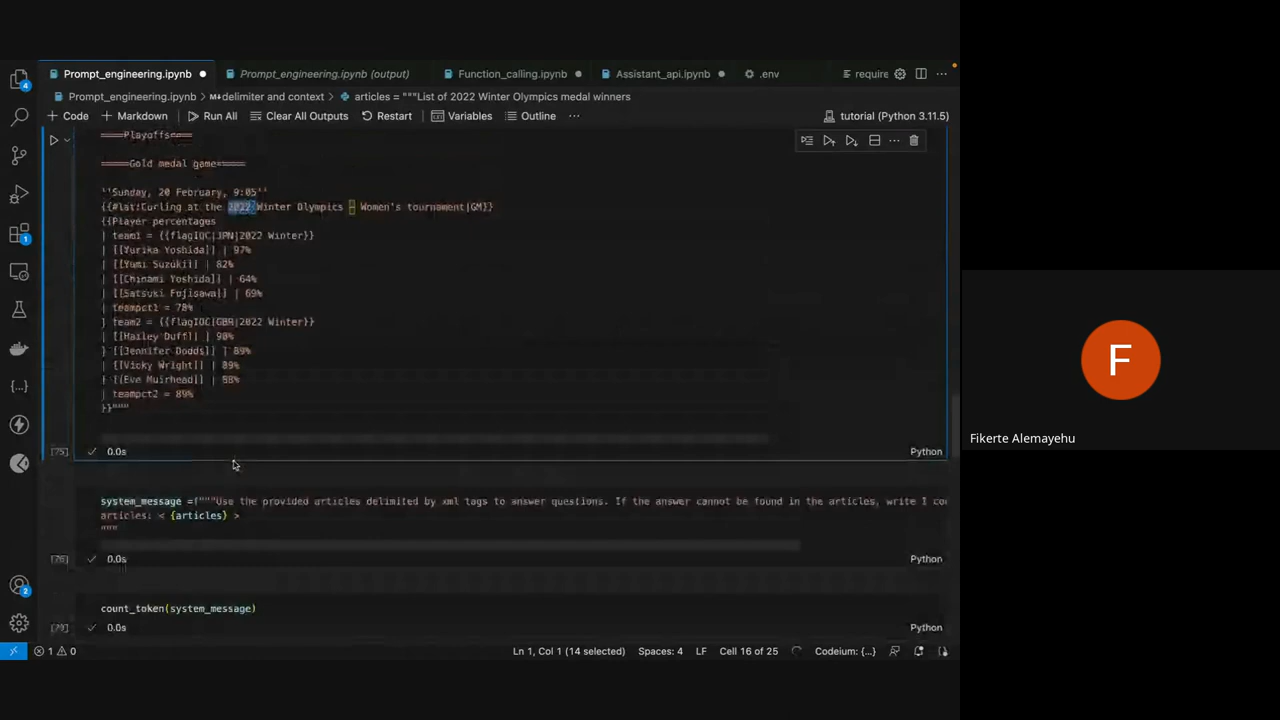 Prompt_engineering.ipynb
Prompt_engineering.ipynb (output)
Function_calling.ipynb
Assistant_api.ipynb
.env
require
Prompt_engineering.ipynb > M↓delimiter and context > articles = """List of 2022 Winter Olympics medal winners
+ Code + Markdown Run All Clear All Outputs Restart Variables Outline ... tutorial (Python 3.11.5)
====Playoffs====
=====Gold medal game=====
''Sunday, 20 February, 9:05''
{{#lst:Curling at the 2022 Winter Olympics – Women's tournament|GM}}
{{Player percentages
| team1 = {{flagIOC|JPN|2022 Winter}}
| [[Yurika Yoshida]] | 97%
| [[Yumi Suzuki]] | 82%
| [[Chinami Yoshida]] | 64%
| [[Satsuki Fujisawa]] | 69%
| teampct1 = 78%
| team2 = {{flagIOC|GBR|2022 Winter}}
| [[Hailey Duff]] | 90%
| [[Jennifer Dodds]] | 89%
| [[Vicky Wright]] | 89%
| [[Eve Muirhead]] | 88%
| teampct2 = 89%
}}"""
[75] 0.0s Python
system_message =f"""Use the provided articles delimited by xml tags to answer questions. If the answer cannot be found in the articles, write I co
articles: < {articles} >
"""
[76] 0.0s Python
count_token(system_message)
0.0s Python
1 0 Ln 1, Col 1 (14 selected) Spaces: 4 LF Cell 16 of 25 Codeium: {...}
4
1
2
F
Fikerte Alemayehu